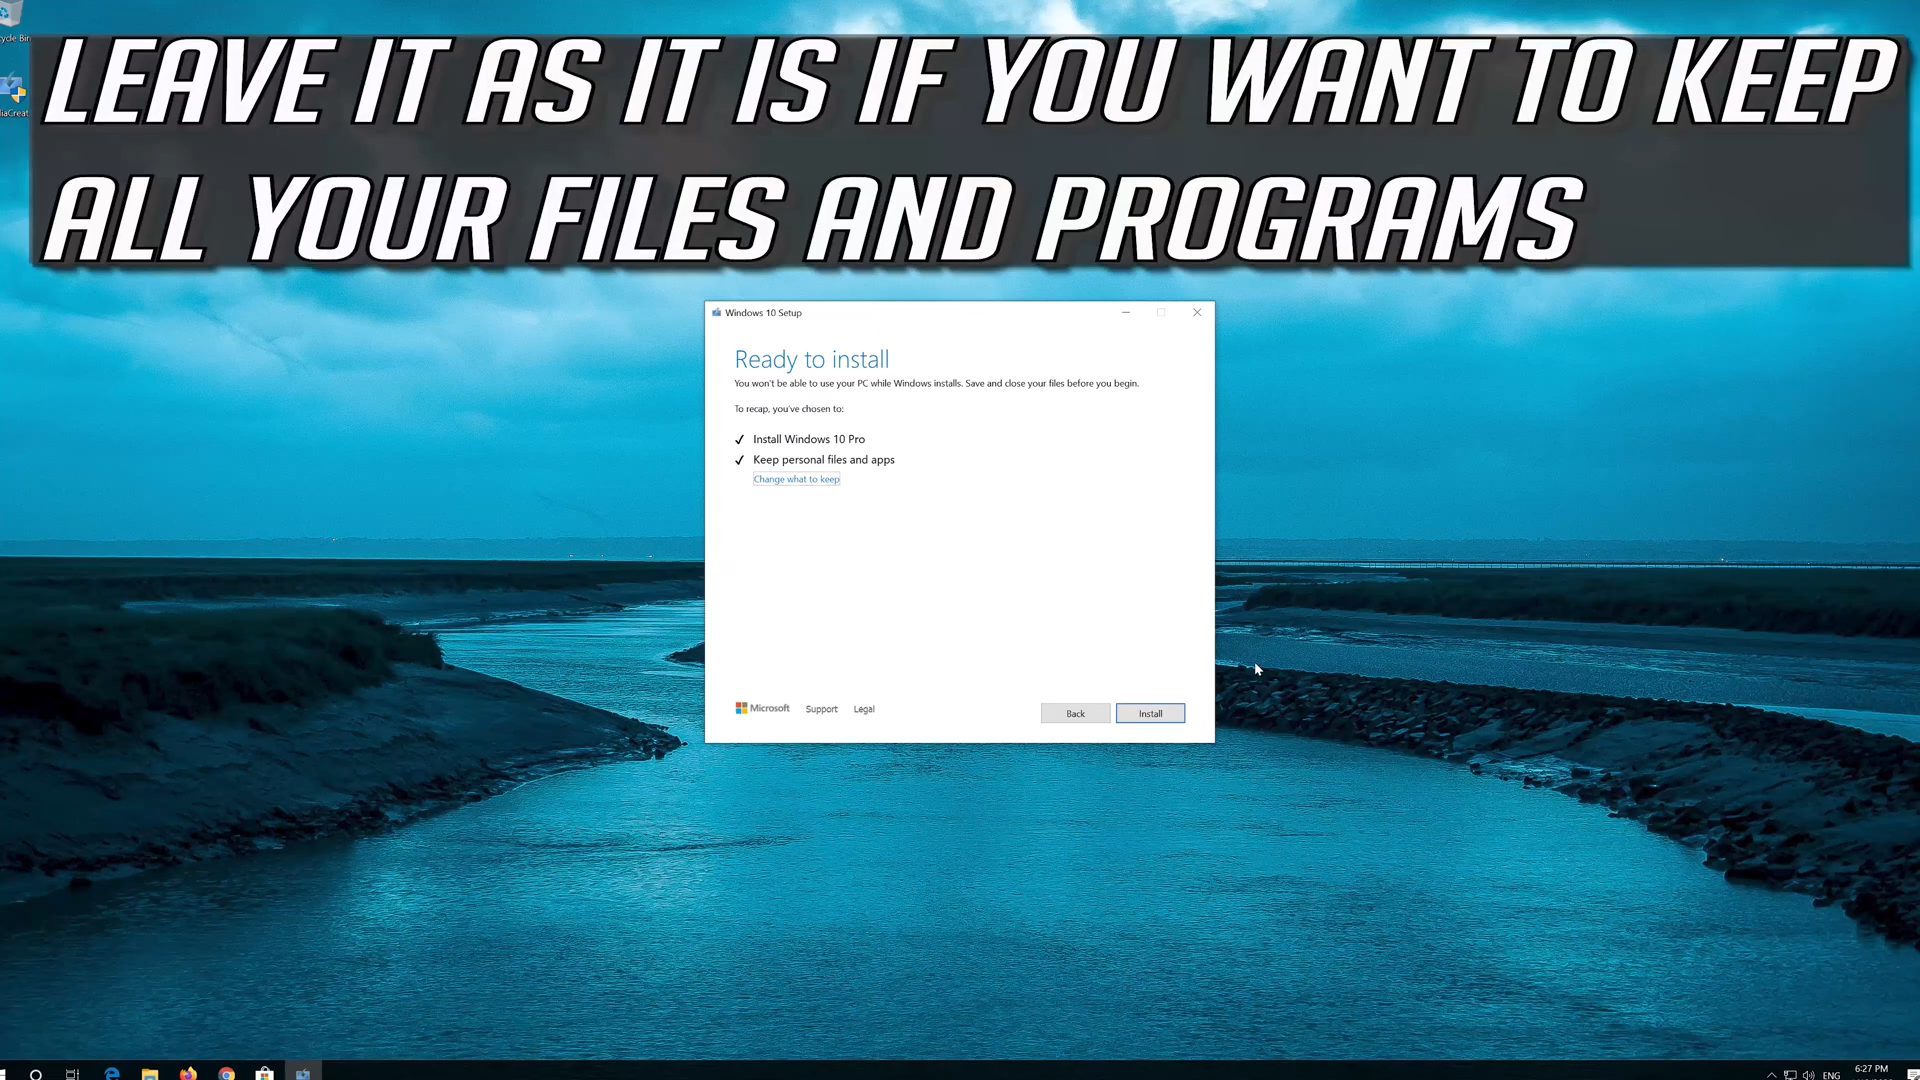 cycle Bin
LEAVE IT AS IT IS IF YOU WANT TO KEEP
ALL YOUR FILES AND PROGRAMS
diaCreat
Windows 10 Setup
Ready to install
You won't be able to use your PC while Windows installs. Save and close your files before you begin.
To recap, you've chosen to:
Install Windows 10 Pro
Keep personal files and apps
Change what to keep
Microsoft Support Legal
Back Install
ENG
6:27 PM